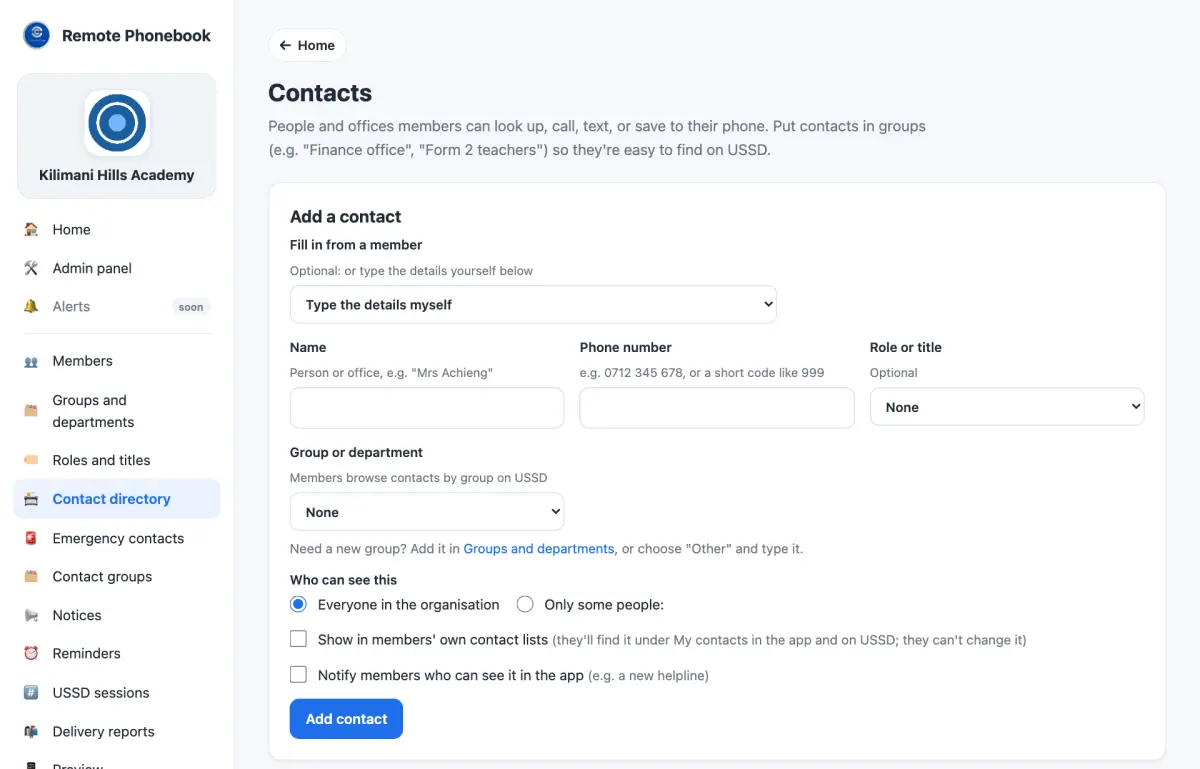 Remote Phonebook
Kilimani Hills Academy
Home
Admin panel
Alerts soon
Members
Groups and
departments
Roles and titles
Contact directory
Emergency contacts
Contact groups
Notices
Reminders
USSD sessions
Delivery reports
Preview
← Home
Contacts
People and offices members can look up, call, text, or save to their phone. Put contacts in groups
(e.g. "Finance office", "Form 2 teachers") so they're easy to find on USSD.
Add a contact
Fill in from a member
Optional: or type the details yourself below
Type the details myself
Name
Person or office, e.g. "Mrs Achieng"
Phone number
e.g. 0712 345 678, or a short code like 999
Role or title
Optional
None
Group or department
Members browse contacts by group on USSD
None
Need a new group? Add it in Groups and departments, or choose "Other" and type it.
Who can see this
Everyone in the organisation Only some people:
Show in members' own contact lists (they'll find it under My contacts in the app and on USSD; they can't change it)
Notify members who can see it in the app (e.g. a new helpline)
Add contact